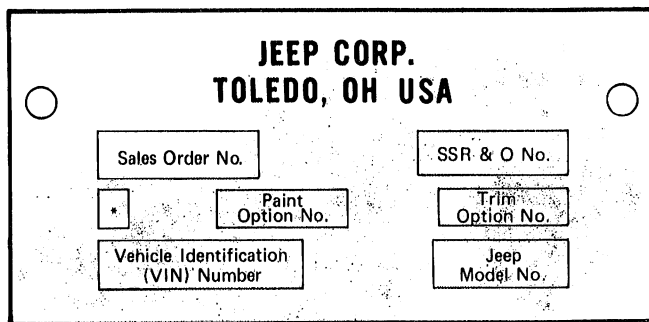 JEEP CORP.
TOLEDO, OH USA
Sales Order No.
SSR & O No.
*
Paint
Option No.
Trim
Option No.
Vehicle Identification
(VIN) Number
Jeep
Model No.